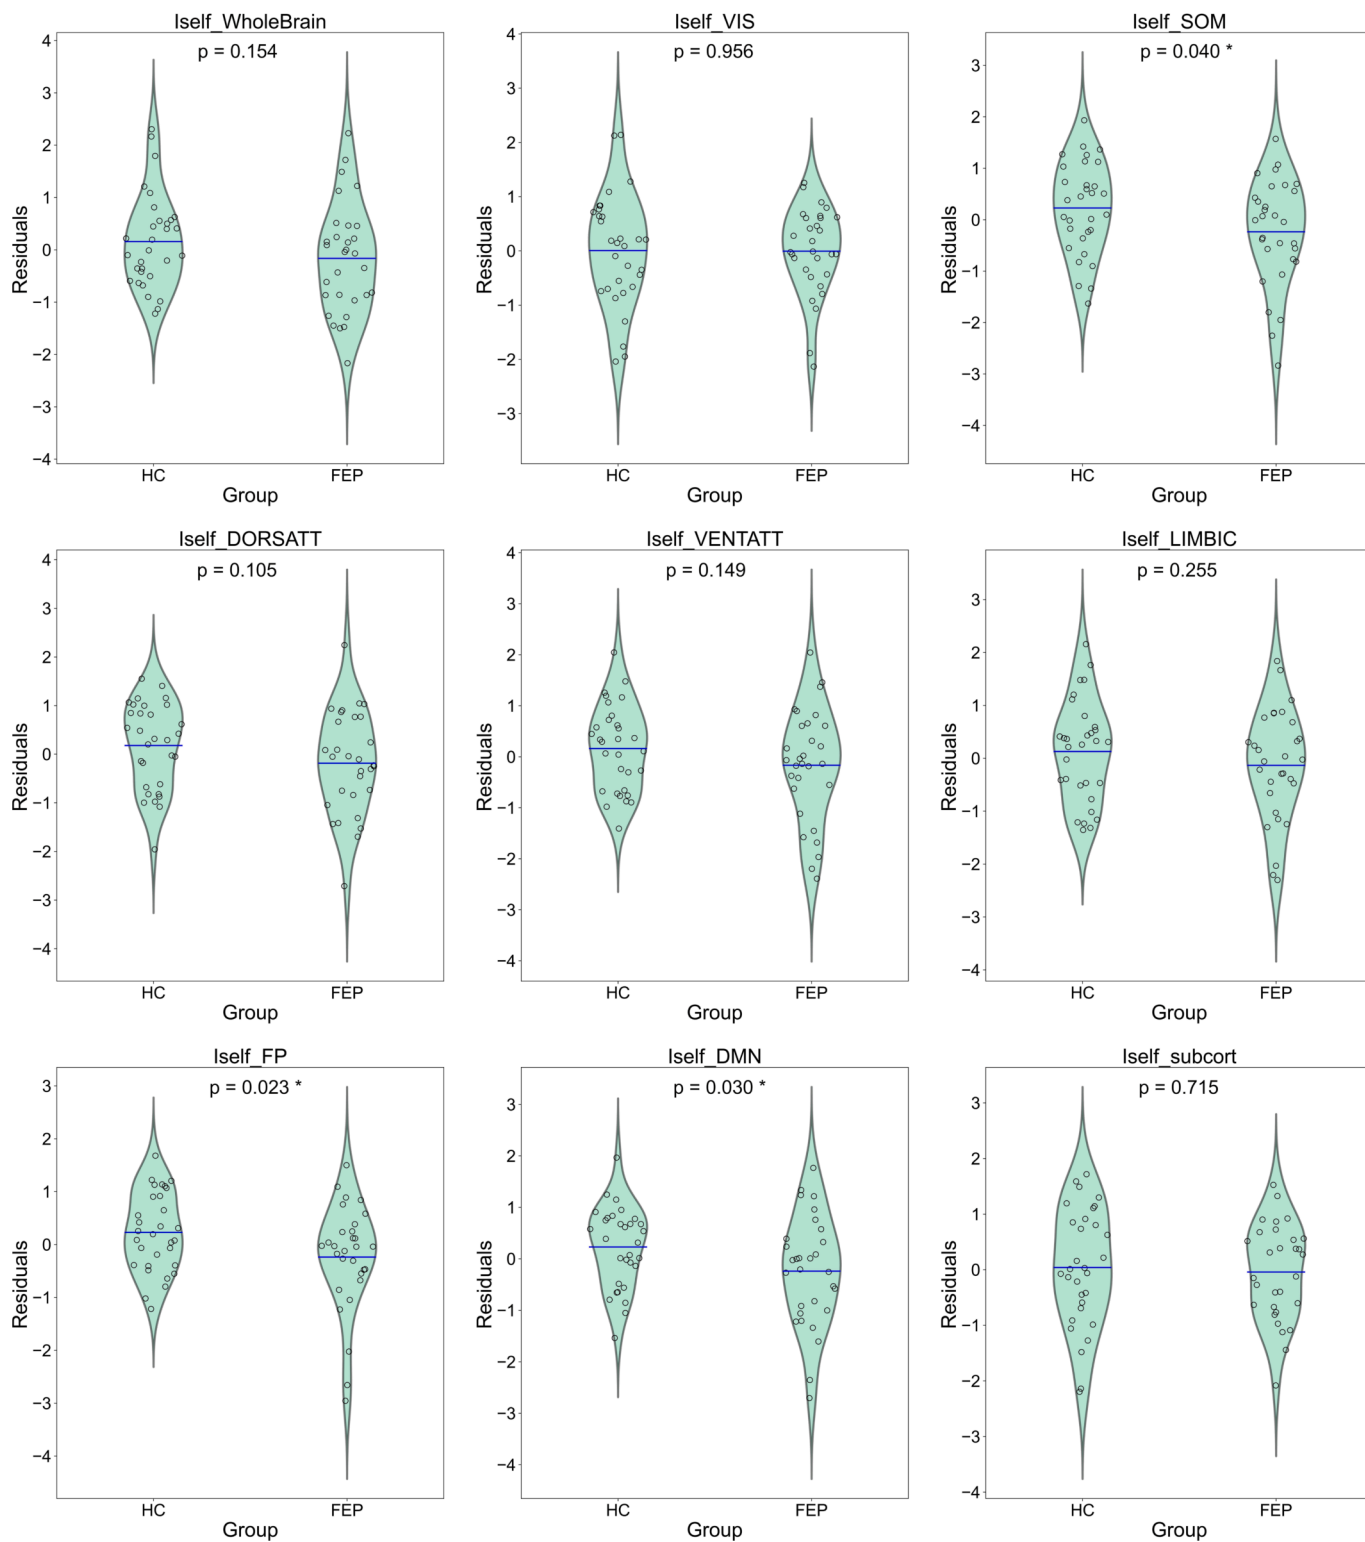 Iself_WholeBrain
p = 0.154
4
3
2
1
0
−1
−2
−3
−4
Residuals
HC
FEP
Group
Iself_VIS
p = 0.956
4
3
2
1
0
−1
−2
−3
Residuals
HC
FEP
Group
Iself_SOM
p = 0.040 *
3
2
1
0
−1
−2
−3
−4
Residuals
HC
FEP
Group
Iself_DORSATT
p = 0.105
4
3
2
1
0
−1
−2
−3
−4
Residuals
HC
FEP
Group
Iself_VENTATT
p = 0.149
4
3
2
1
0
−1
−2
−3
−4
Residuals
HC
FEP
Group
Iself_LIMBIC
p = 0.255
3
2
1
0
−1
−2
−3
−4
Residuals
HC
FEP
Group
Iself_FP
p = 0.023 *
3
2
1
0
−1
−2
−3
−4
Residuals
HC
FEP
Group
Iself_DMN
p = 0.030 *
3
2
1
0
−1
−2
−3
−4
Residuals
HC
FEP
Group
Iself_subcort
p = 0.715
3
2
1
0
−1
−2
−3
−4
Residuals
HC
FEP
Group